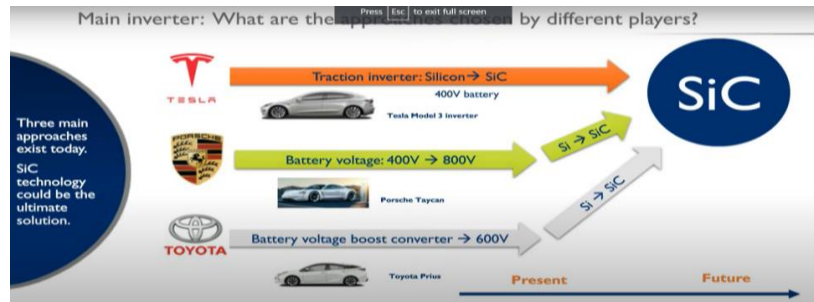 Main inverter: What are the approaches chosen by different players?
Press Esc to exit full screen
Three main
approaches
exist today.
SiC
technology
could be the
ultimate
solution.
TESLA
Traction inverter: Silicon → SiC
400V battery
Tesla Model 3 inverter
PORSCHE
Battery voltage: 400V → 800V
Si → SiC
Porsche Taycan
TOYOTA
Battery voltage boost converter → 600V
Si → SiC
Toyota Prius
SiC
Present
Future